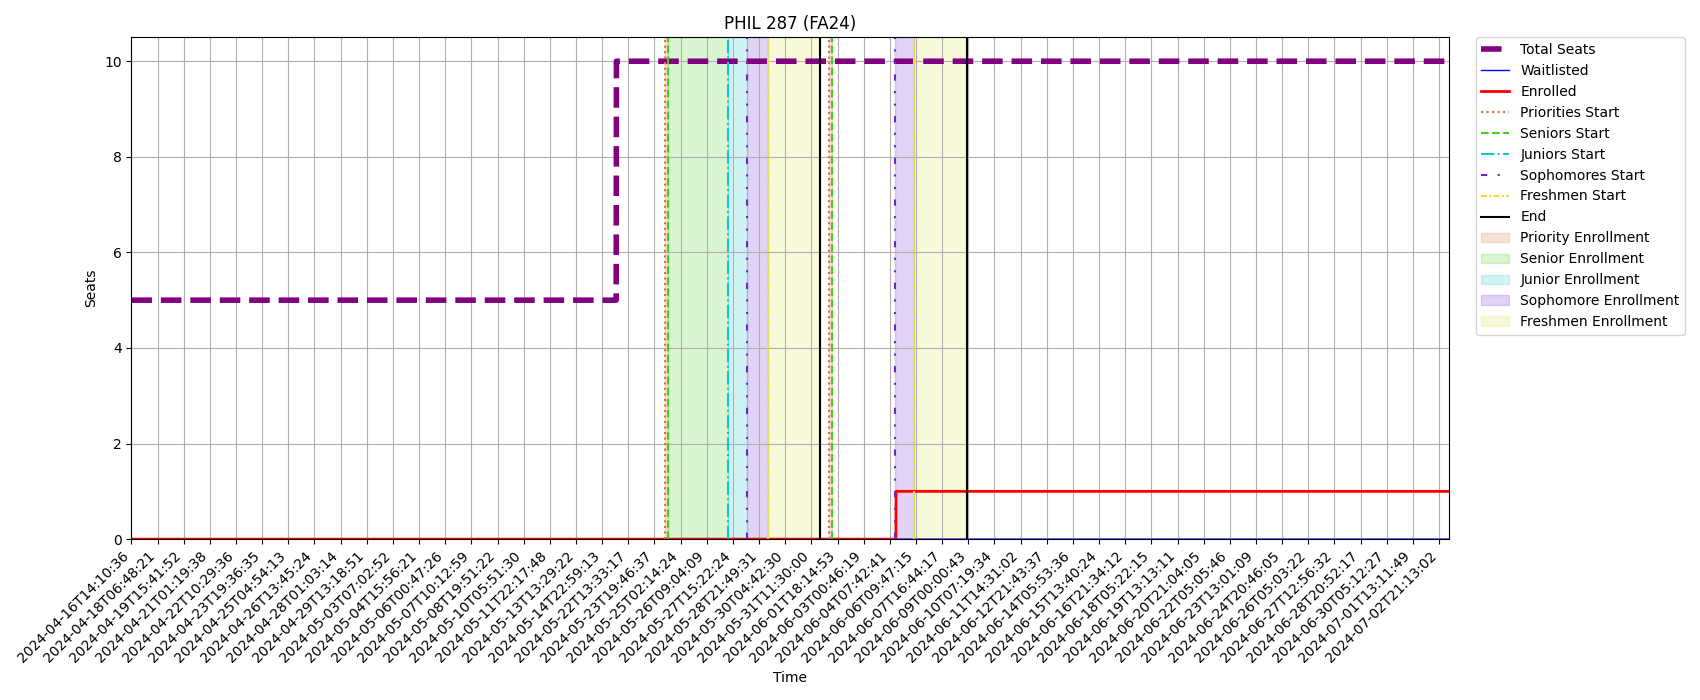 PHIL 287 (FA24)
Seats
10
8
6
4
2
0
2024-04-16T14:10:36
2024-04-18T06:48:21
2024-04-19T15:41:52
2024-04-21T01:19:38
2024-04-22T10:29:36
2024-04-23T19:36:35
2024-04-25T04:54:13
2024-04-26T13:45:24
2024-04-28T01:03:14
2024-04-29T13:18:51
2024-05-03T07:02:52
2024-05-04T15:56:21
2024-05-06T00:47:26
2024-05-07T10:12:59
2024-05-08T19:51:22
2024-05-10T05:51:30
2024-05-11T22:17:48
2024-05-13T13:29:22
2024-05-14T22:59:13
2024-05-22T13:33:17
2024-05-23T19:46:37
2024-05-25T02:14:24
2024-05-26T09:04:09
2024-05-27T15:22:24
2024-05-28T21:49:31
2024-05-30T04:42:30
2024-05-31T11:30:00
2024-06-01T18:14:53
2024-06-03T00:46:19
2024-06-04T07:42:41
2024-06-06T09:47:15
2024-06-07T16:44:17
2024-06-09T00:00:43
2024-06-10T07:19:34
2024-06-11T14:31:02
2024-06-12T21:43:37
2024-06-14T05:53:36
2024-06-15T13:40:24
2024-06-16T21:34:12
2024-06-18T05:22:15
2024-06-19T13:13:11
2024-06-20T21:04:05
2024-06-22T05:05:46
2024-06-23T13:01:09
2024-06-24T20:46:05
2024-06-26T05:03:22
2024-06-27T12:56:32
2024-06-28T20:52:17
2024-06-30T05:12:27
2024-07-01T13:11:49
2024-07-02T21:13:02
Time
Total Seats
Waitlisted
Enrolled
Priorities Start
Seniors Start
Juniors Start
Sophomores Start
Freshmen Start
End
Priority Enrollment
Senior Enrollment
Junior Enrollment
Sophomore Enrollment
Freshmen Enrollment